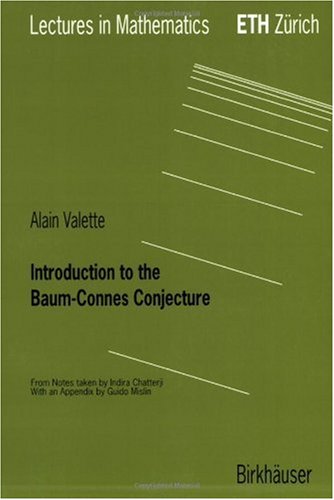 Lectures in Mathematics ETH Zürich
Alain Valette
Introduction to the
Baum-Connes Conjecture
From Notes taken by Indira Chatterji
With an Appendix by Guido Mislin
Birkhäuser